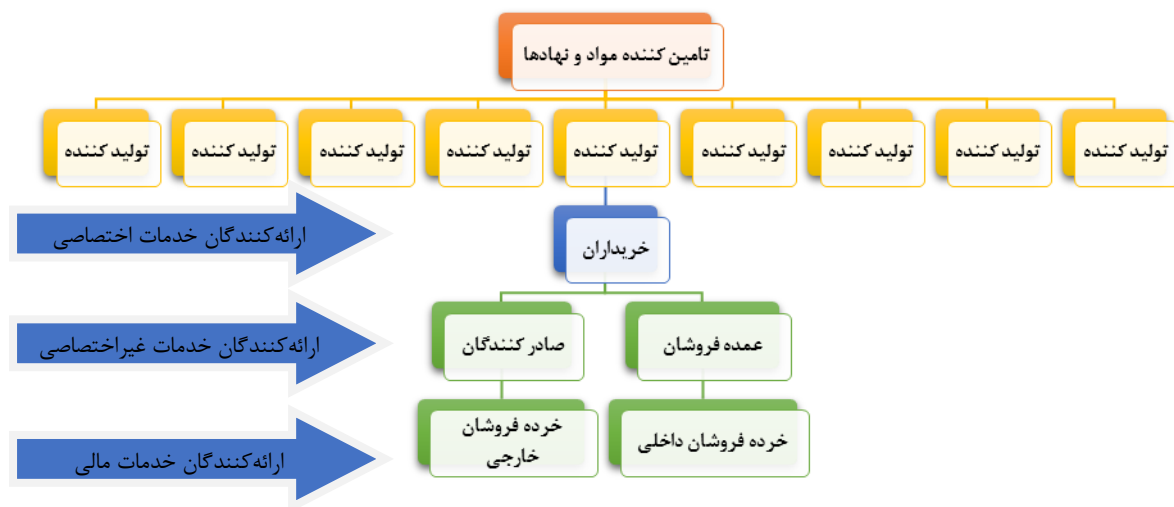 تامین کننده مواد و نهادها
تولید کننده
تولید کننده
تولید کننده
تولید کننده
تولید کننده
تولید کننده
تولید کننده
تولید کننده
تولید کننده
ارائه‌کنندگان خدمات اختصاصی
خریداران
ارائه‌کنندگان خدمات غیراختصاصی
عمده فروشان
صادر کنندگان
خرده فروشان داخلی
خرده فروشان
خارجی
ارائه‌کنندگان خدمات مالی